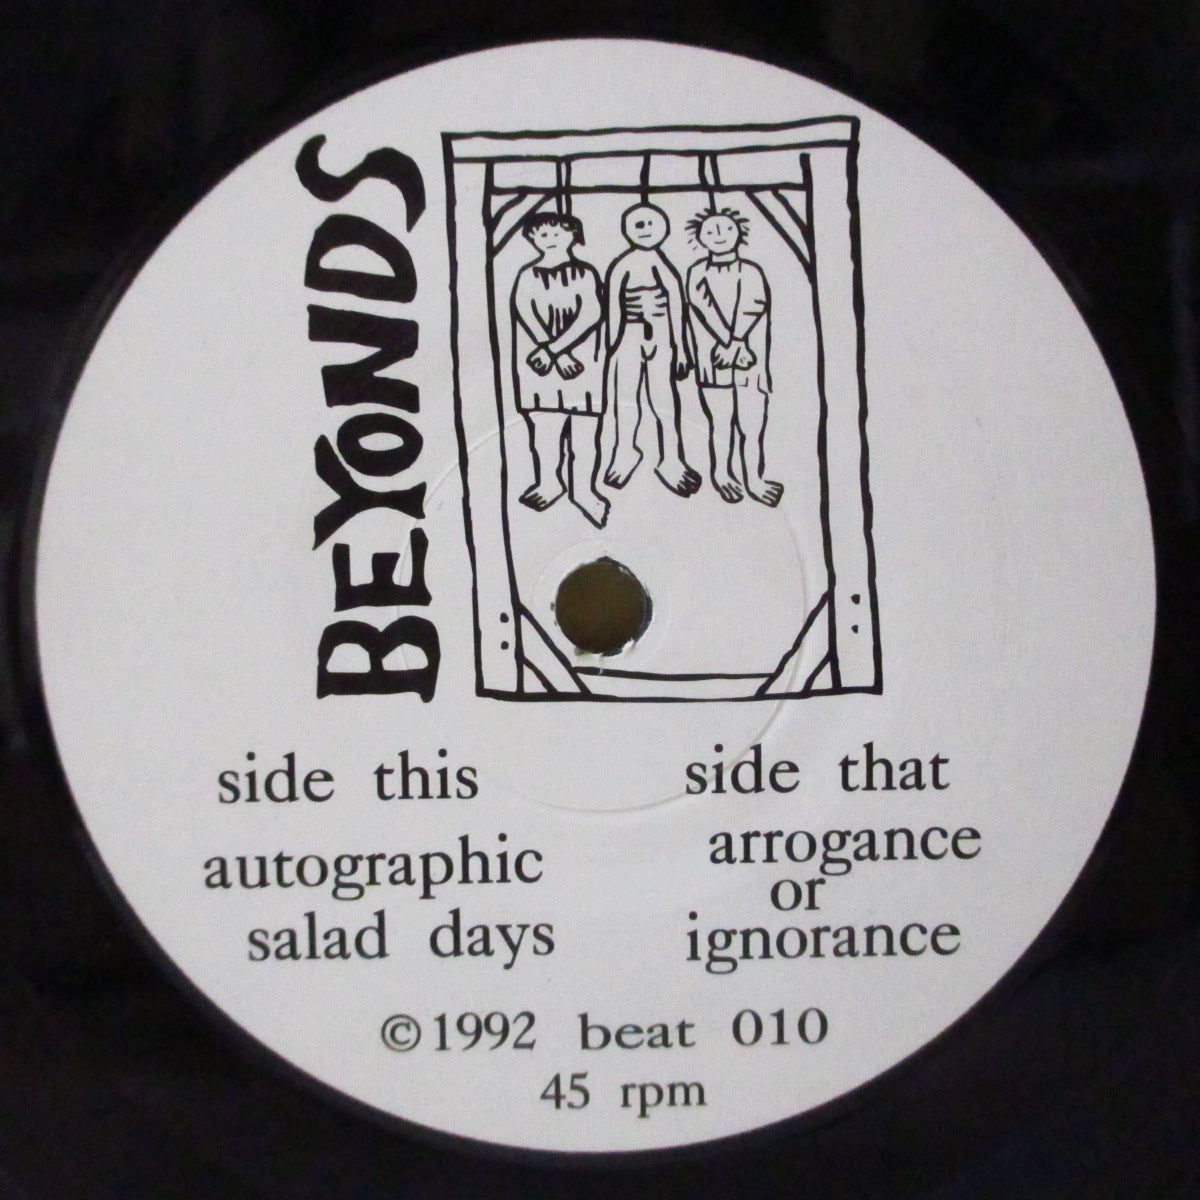 BEYONDS
side this
autographic
salad days
side that
arrogance
or
ignorance
©1992 beat 010
45 rpm